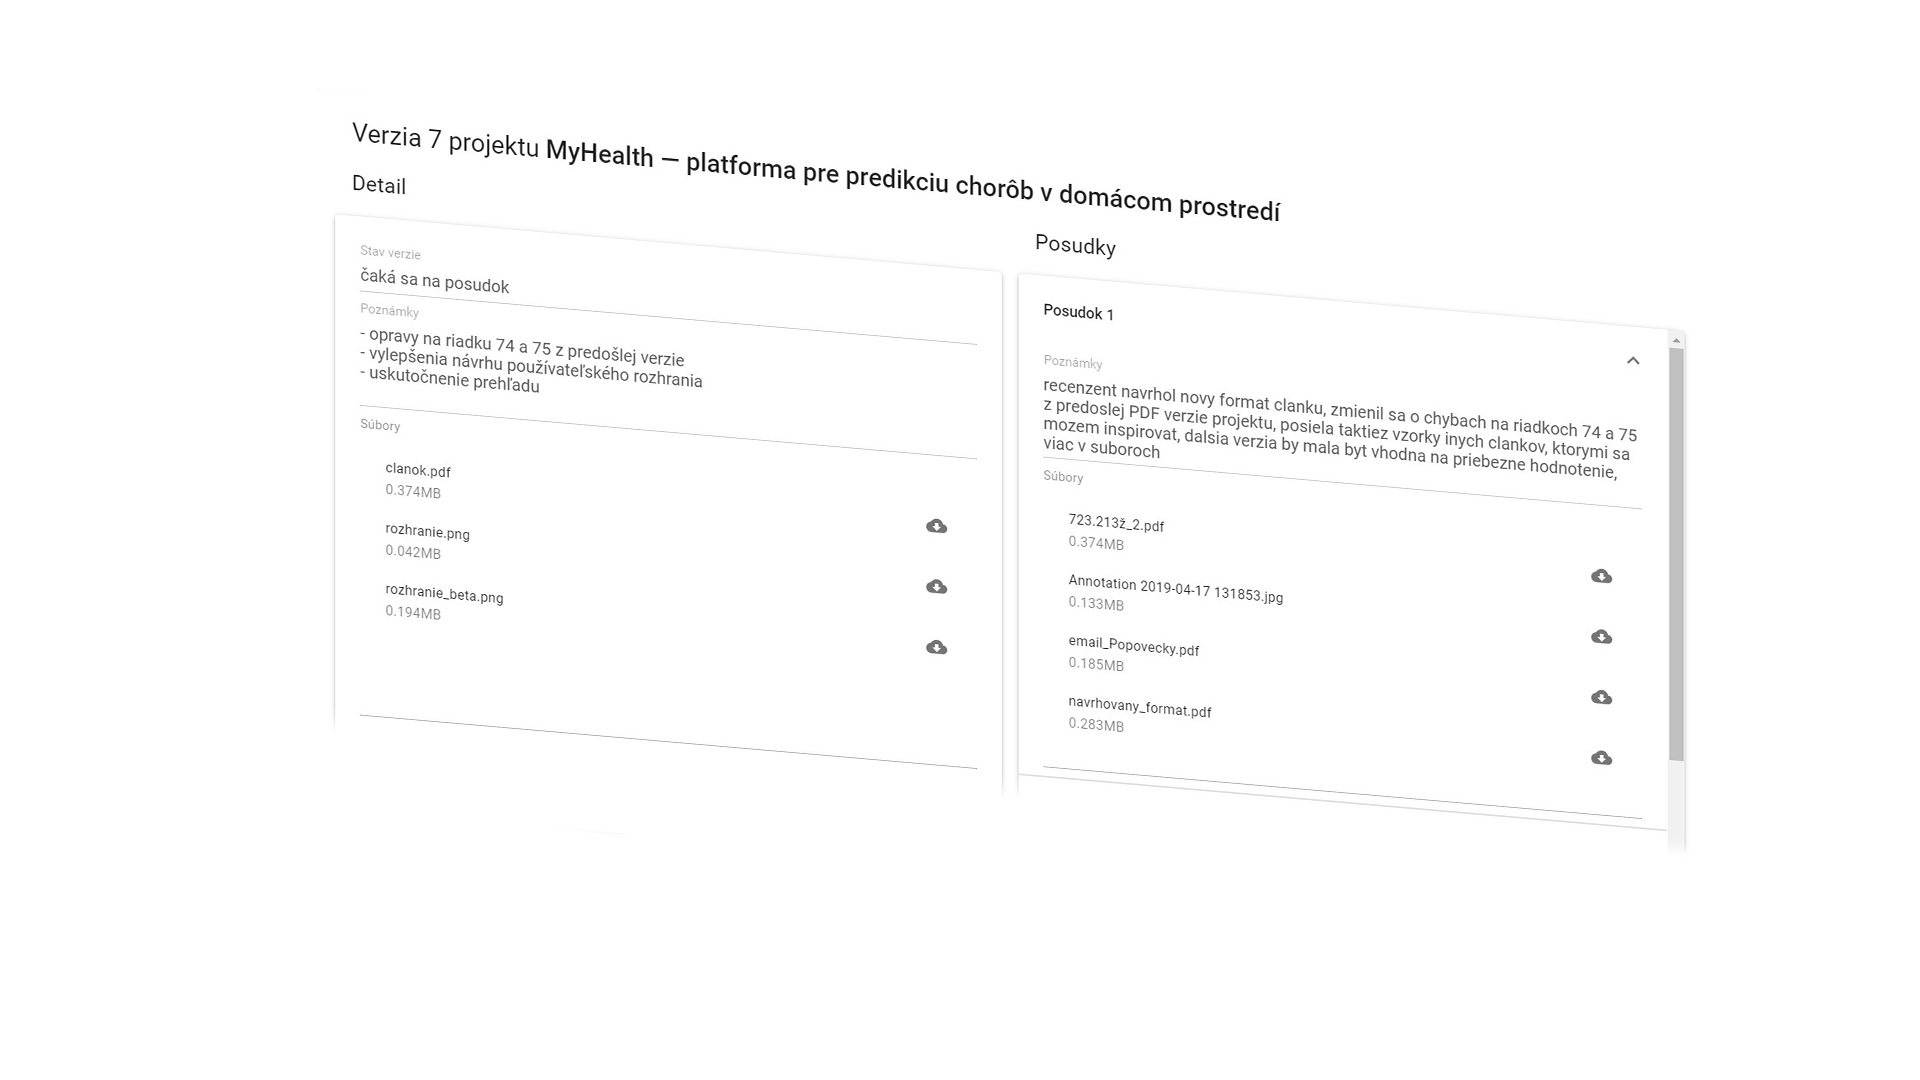 Verzia 7 projektu MyHealth — platforma pre predikciu chorôb v domácom prostredí
Detail
Stav verzie
čaká sa na posudok
Poznámky
- opravy na riadku 74 a 75 z predošlej verzie
- vylepšenia návrhu používateľského rozhrania
- uskutočnenie prehľadu
Súbory
clanok.pdf
0.374MB
rozhranie.png
0.042MB
rozhranie_beta.png
0.194MB
Posudky
Posudok 1
Poznámky
recenzent navrhol novy format clanku, zmienil sa o chybach na riadkoch 74 a 75
z predoslej PDF verzie projektu, posiela taktiez vzorky inych clankov, ktorymi sa
mozem inspirovat, dalsia verzia by mala byt vhodna na priebezne hodnotenie,
viac v suboroch
Súbory
723.213ž_2.pdf
0.374MB
Annotation 2019-04-17 131853.jpg
0.133MB
email_Popovecky.pdf
0.185MB
navrhovany_format.pdf
0.283MB